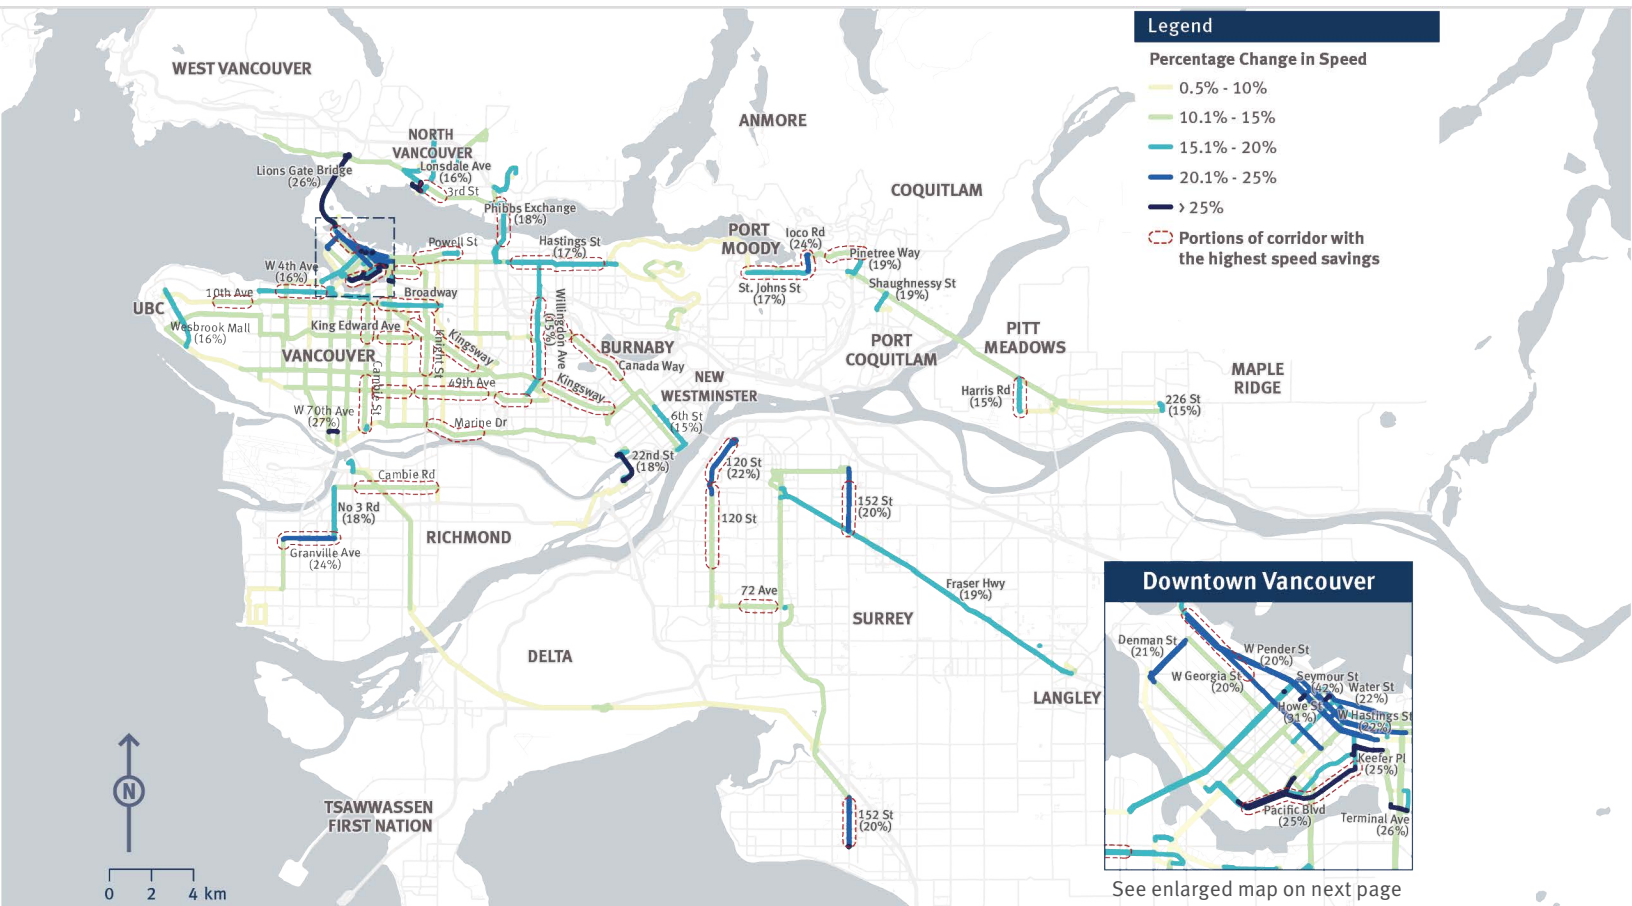 Legend
Percentage Change in Speed
0.5% - 10%
10.1% - 15%
15.1% - 20%
20.1% - 25%
> 25%
Portions of corridor with
the highest speed savings
WEST VANCOUVER
NORTH
VANCOUVER
Lonsdale Ave
(16%)
3rd St
Lions Gate Bridge
(26%)
Phibbs Exchange
(18%)
ANMORE
COQUITLAM
PORT
MOODY
Ioco Rd
(24%)
Pinetree Way
(19%)
St. Johns St
(17%)
Shaughnessy St
(19%)
Powell St
Hastings St
(17%)
W 4th Ave
(16%)
10th Ave
Broadway
UBC
Wesbrook Mall
(16%)
King Edward Ave
VANCOUVER
Knight St
Kingsway
Willingdon Ave
(15%)
BURNABY
Canada Way
NEW
WESTMINSTER
Cambie St
49th Ave
Kingsway
W 70th Ave
(27%)
Marine Dr
6th St
(15%)
22nd St
(18%)
PORT
COQUITLAM
PITT
MEADOWS
Harris Rd
(15%)
MAPLE
RIDGE
226 St
(15%)
Cambie Rd
No 3 Rd
(18%)
Granville Ave
(24%)
RICHMOND
120 St
(22%)
120 St
152 St
(20%)
72 Ave
Fraser Hwy
(19%)
SURREY
DELTA
LANGLEY
152 St
(20%)
TSAWWASSEN
FIRST NATION
N
0 2 4 km
Downtown Vancouver
Denman St
(21%)
W Pender St
(20%)
W Georgia St
(20%)
Seymour St
(42%)
Water St
(22%)
Howe St
(31%)
W Hastings St
(22%)
Keefer Pl
(25%)
Pacific Blvd
(25%)
Terminal Ave
(26%)
See enlarged map on next page